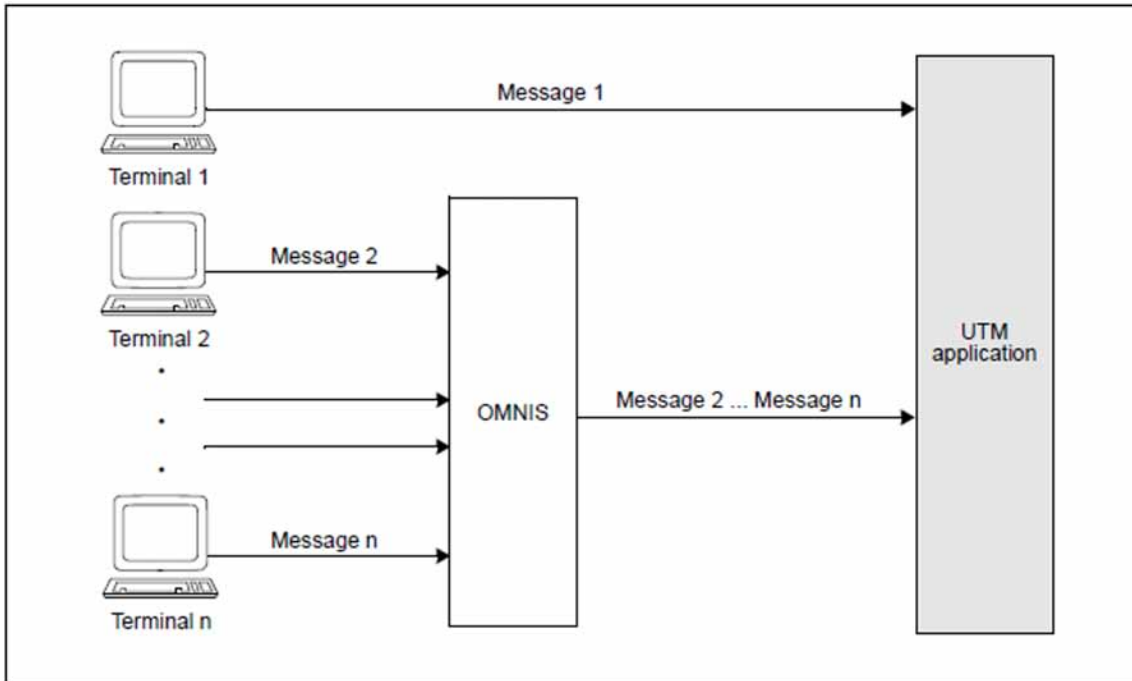 Message 1
Terminal 1
Message 2
Terminal 2
OMNIS
Message 2 ... Message n
UTM
application
Message n
Terminal n